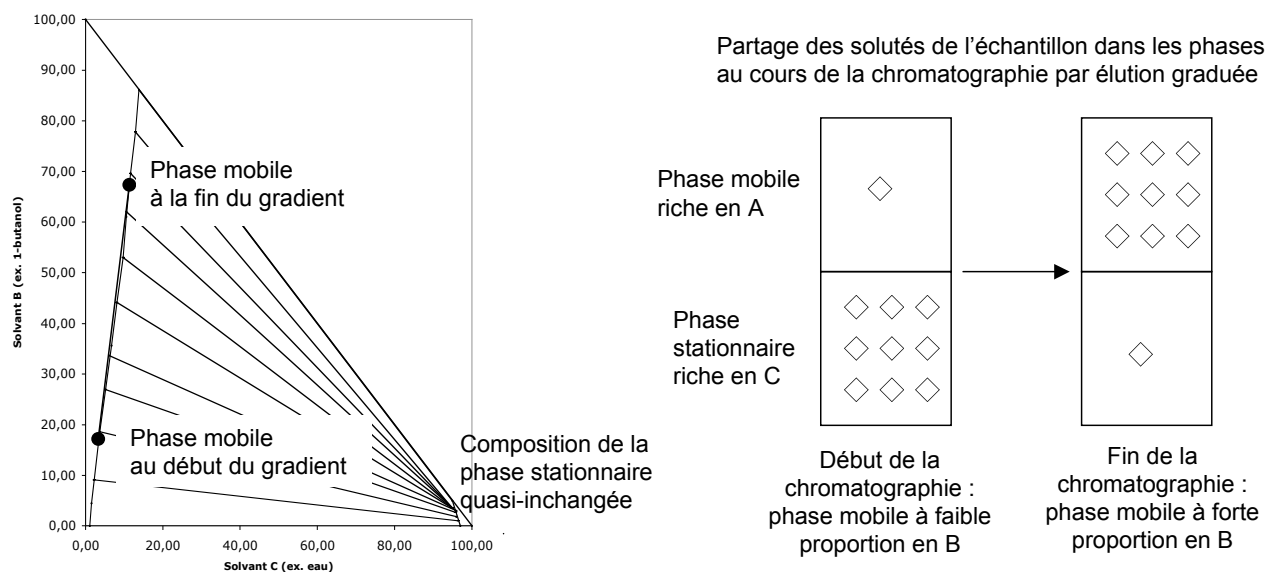 100,00
90,00
80,00
70,00
60,00
50,00
40,00
30,00
20,00
10,00
0,00
Solvant B (ex. 1-butanol)
0,00
20,00
40,00
60,00
80,00
100,00
Solvant C (ex. eau)
Phase mobile
à la fin du gradient
Phase mobile
au début du gradient
Composition de la
phase stationnaire
quasi-inchangée
Partage des solutés de l’échantillon dans les phases
au cours de la chromatographie par élution graduée
Phase mobile
riche en A
Phase
stationnaire
riche en C
Début de la
chromatographie :
phase mobile à faible
proportion en B
Fin de la
chromatographie :
phase mobile à forte
proportion en B